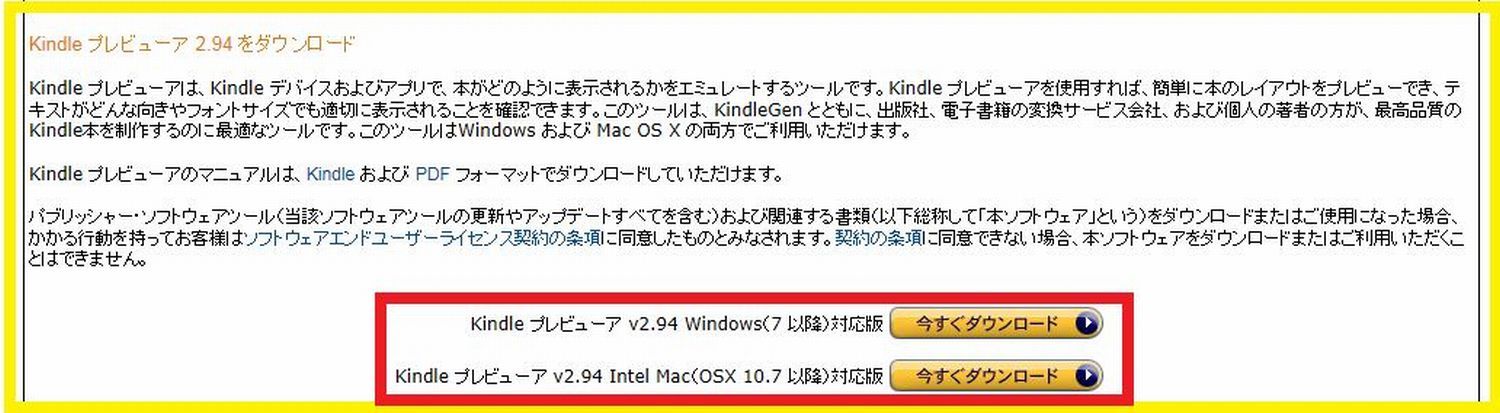 Kindle プレビューア 2.94 をダウンロード
Kindle プレビューアは、Kindle デバイスおよびアプリで、本がどのように表示されるかをエミュレートするツールです。Kindle プレビューアを使用すれば、簡単に本のレイアウトをプレビューでき、テ
キストがどんな向きやフォントサイズでも適切に表示されることを確認できます。このツールは、KindleGen とともに、出版社、電子書籍の変換サービス会社、および個人の著者の方が、最高品質の
Kindle本を制作するのに最適なツールです。このツールはWindows および Mac OS X の両方でご利用いただけます。
Kindle プレビューアのマニュアルは、Kindle および PDF フォーマットでダウンロードしていただけます。
パブリッシャー・ソフトウェアツール（当該ソフトウェアツールの更新やアップデートすべてを含む）および関連する書類（以下総称して「本ソフトウェア」という）をダウンロードまたはご使用になった場合、
かかる行動を持ってお客様はソフトウェアエンドユーザーライセンス契約の条項に同意したものとみなされます。契約の条項に同意できない場合、本ソフトウェアをダウンロードまたはご利用いただくこ
とはできません。
Kindle プレビューア v2.94 Windows（7 以降）対応版 今すぐダウンロード
Kindle プレビューア v2.94 Intel Mac（OSX 10.7 以降）対応版 今すぐダウンロード